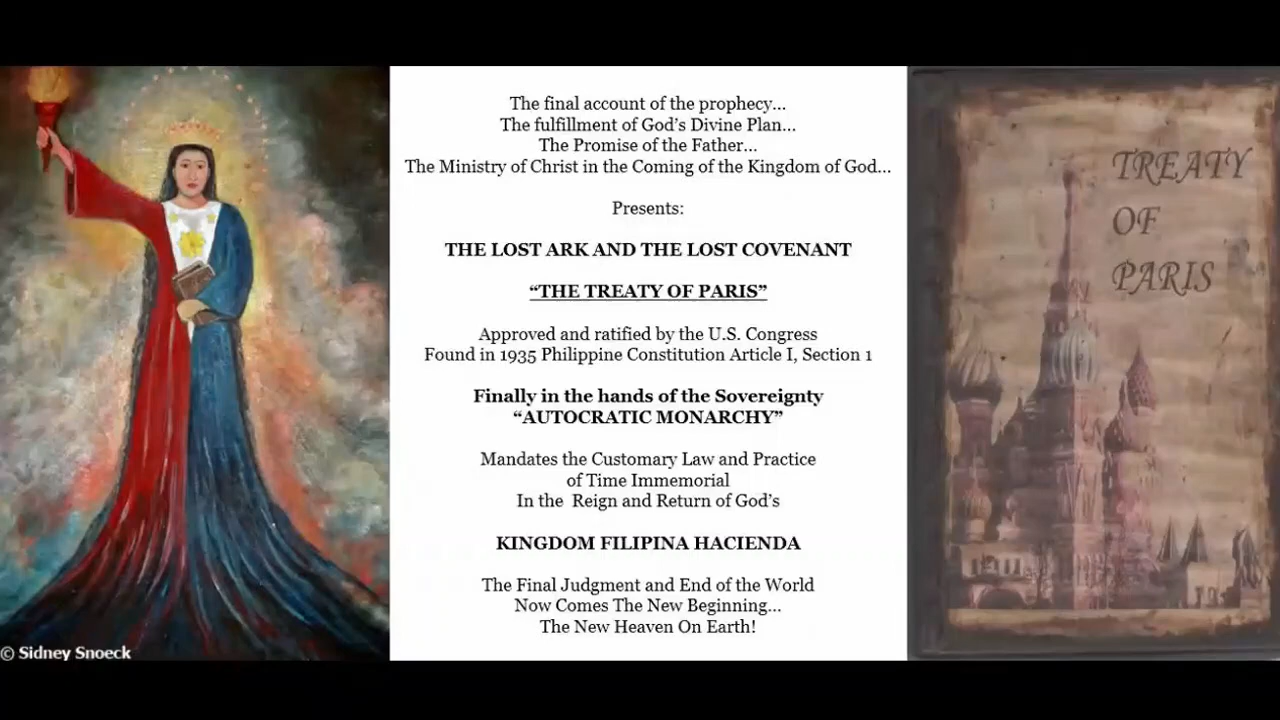 The final account of the prophecy...
The fulfillment of God's Divine Plan...
The Promise of the Father...
The Ministry of Christ in the Coming of the Kingdom of God...
Presents:
THE LOST ARK AND THE LOST COVENANT
“THE TREATY OF PARIS”
Approved and ratified by the U.S. Congress
Found in 1935 Philippine Constitution Article I, Section 1
Finally in the hands of the Sovereignty
“AUTOCRATIC MONARCHY”
Mandates the Customary Law and Practice
of Time Immemorial
In the Reign and Return of God's
KINGDOM FILIPINA HACIENDA
The Final Judgment and End of the World
Now Comes The New Beginning...
The New Heaven On Earth!
TREATY
OF
PARIS
© Sidney Snoeck